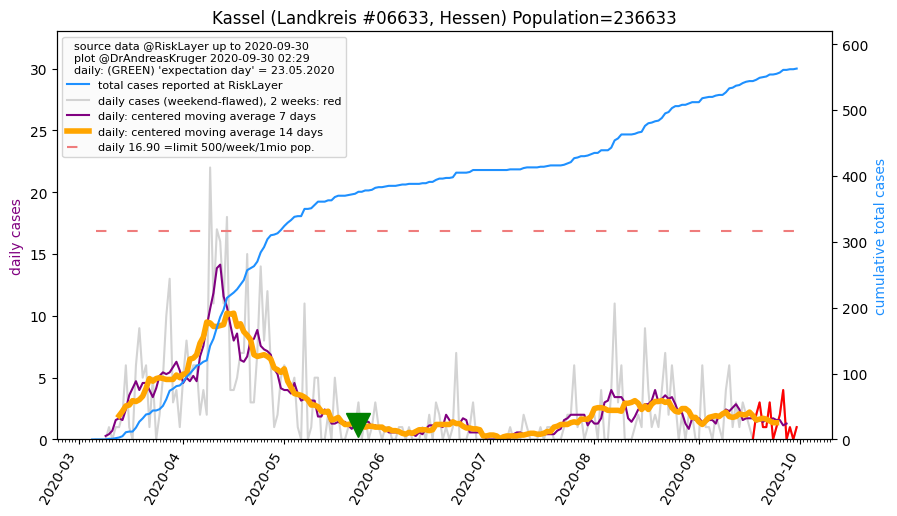 Kassel (Landkreis #06633, Hessen) Population=236633
source data @RiskLayer up to 2020-09-30
plot @DrAndreasKruger 2020-09-30 02:29
daily: (GREEN) 'expectation day' = 23.05.2020
total cases reported at RiskLayer
daily cases (weekend-flawed), 2 weeks: red
daily: centered moving average 7 days
daily: centered moving average 14 days
daily 16.90 =limit 500/week/1mio pop.
daily cases
30
25
20
15
10
5
0
600
500
400
300
200
100
0
cumulative total cases
2020-03
2020-04
2020-05
2020-06
2020-07
2020-08
2020-09
2020-10